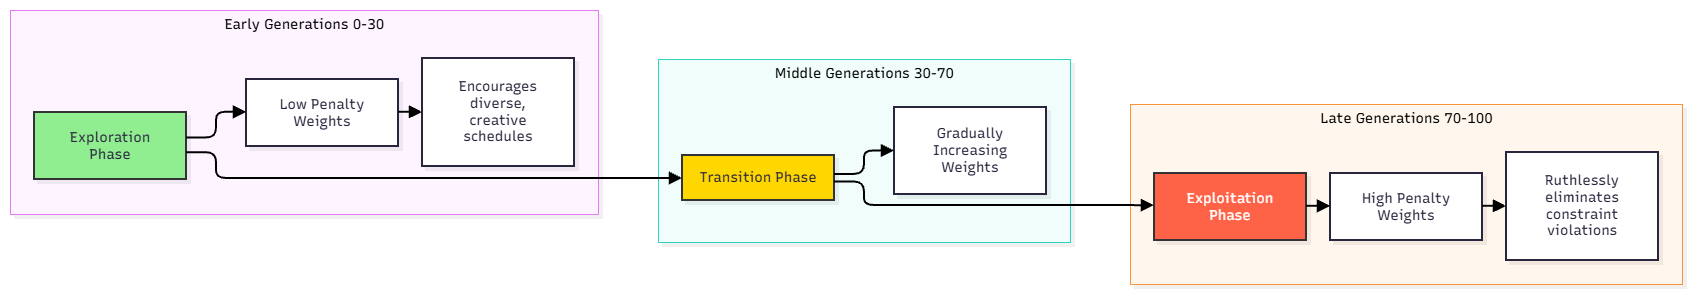 Early Generations 0-30
Exploration
Phase
Low Penalty
Weights
Encourages
diverse,
creative
schedules
Middle Generations 30-70
Transition Phase
Gradually
Increasing
Weights
Late Generations 70-100
Exploitation
Phase
High Penalty
Weights
Ruthlessly
eliminates
constraint
violations